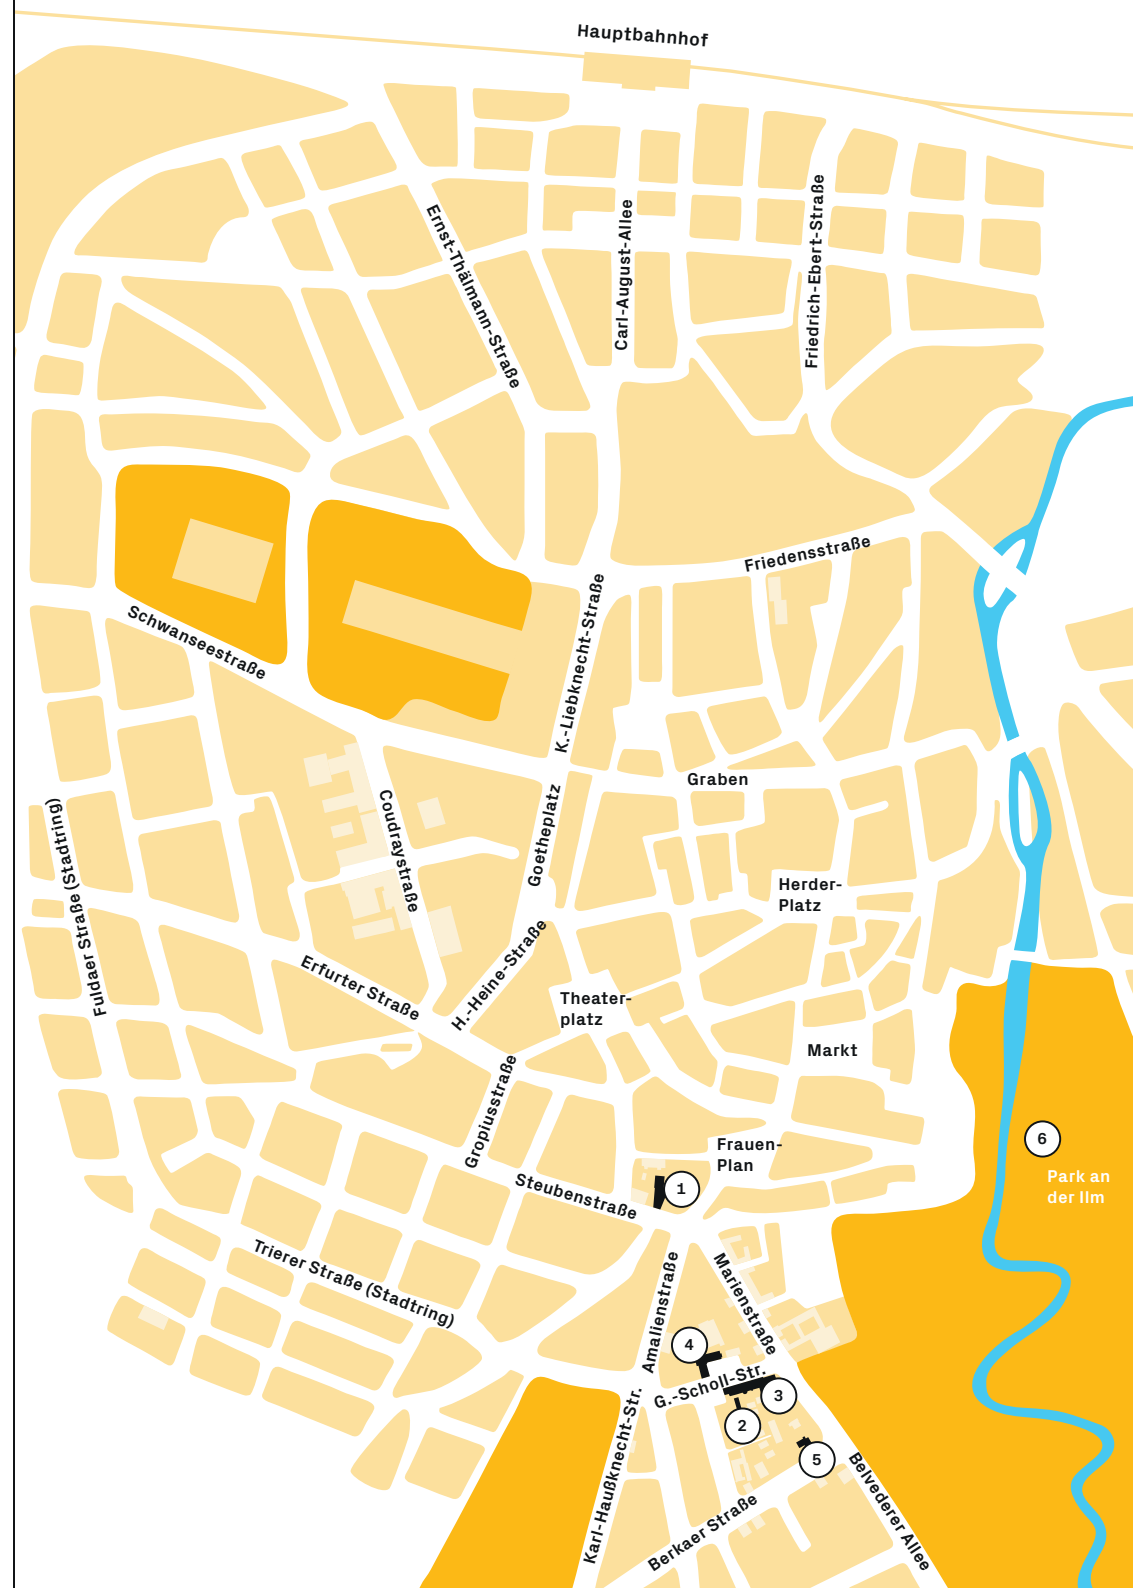 Hauptbahnhof
Ernst-Thälmann-Straße
Carl-August-Allee
Friedrich-Ebert-Straße
Friedensstraße
Schwanseestraße
K.-Liebknecht-Straße
Graben
Goetheplatz
Coudraystraße
Fuldaer Straße (Stadtring)
Herder-
Platz
H.-Heine-Straße
Erfurter Straße
Theater-
platz
Markt
Gropiusstraße
Frauen-
Plan
6
Park an
der Ilm
Steubenstraße
1
Trierer Straße (Stadtring)
Amalienstraße
Marienstraße
4
G.-Scholl-Str.
3
2
5
Karl-Haußknecht-Str.
Berkaer Straße
Belvederer Allee